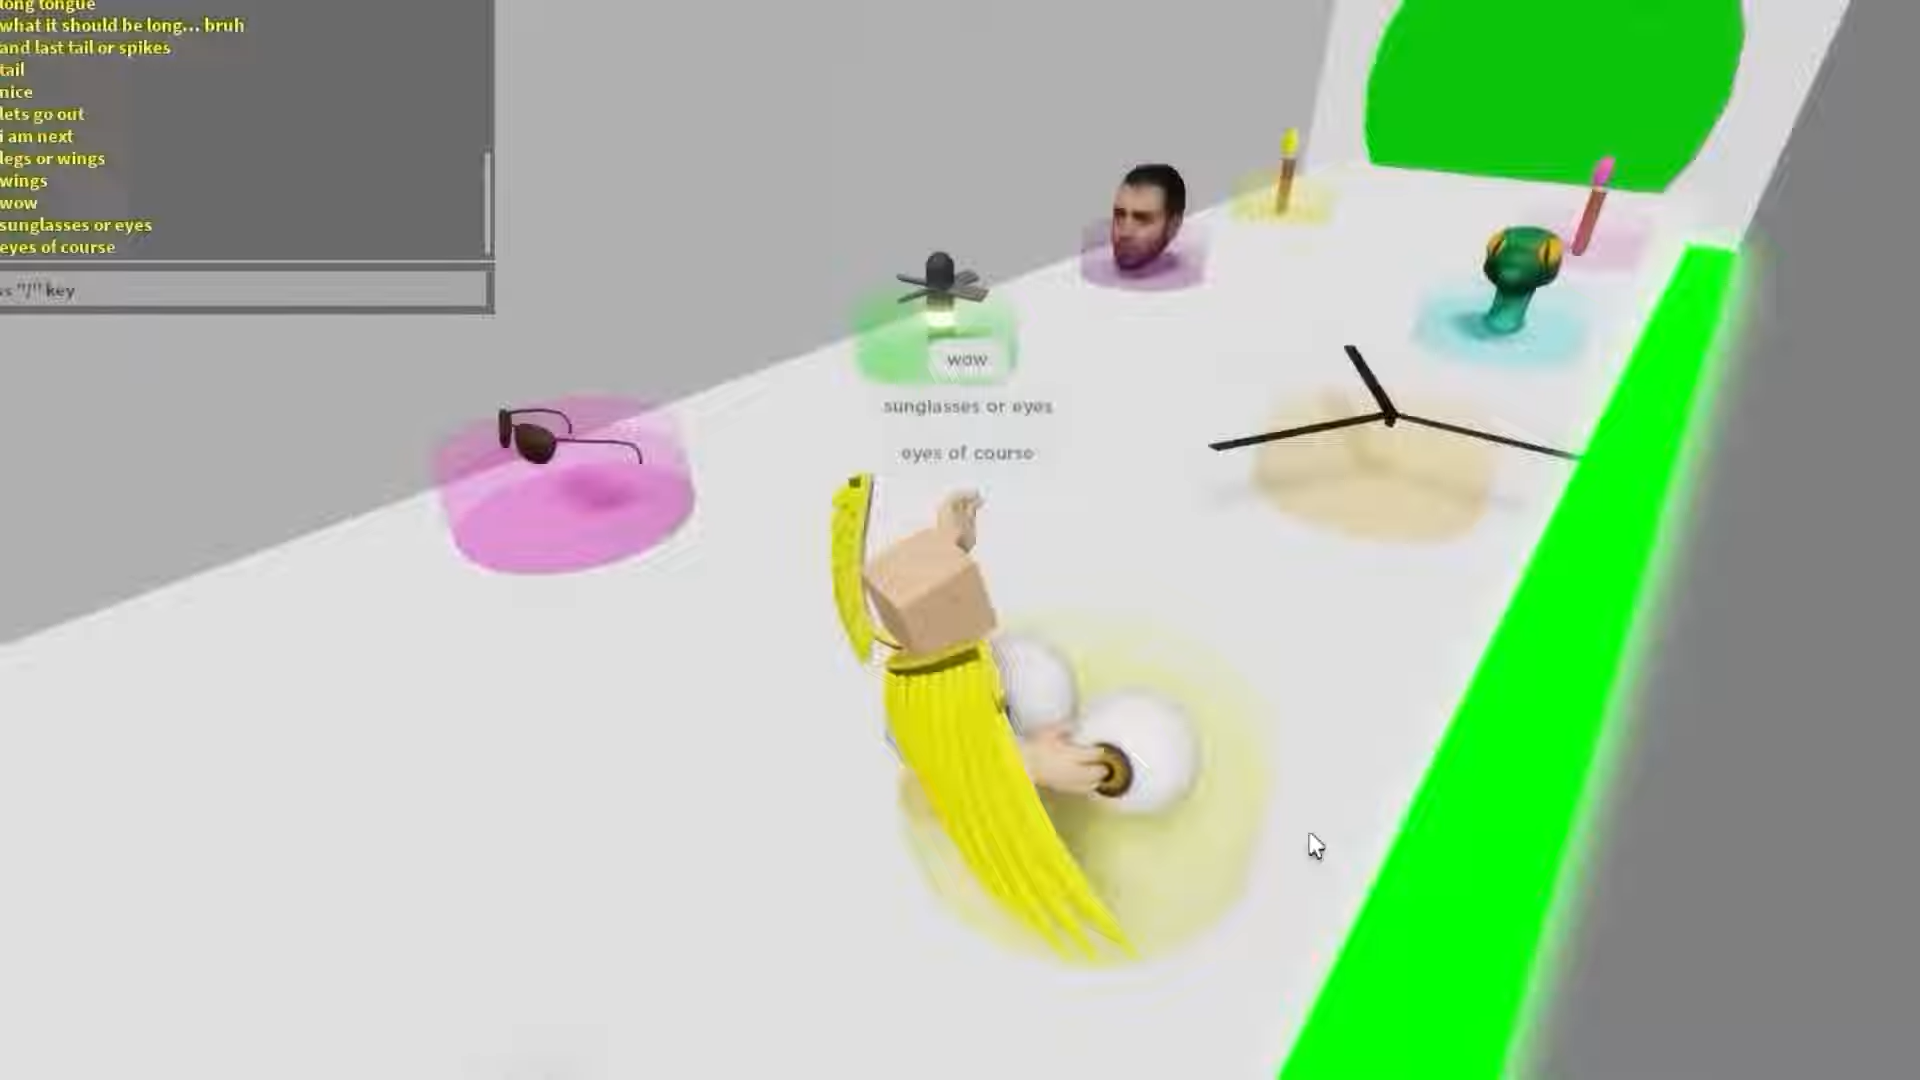 long tongue
what it should be long... bruh
and last tail or spikes
tail
nice
lets go out
i am next
legs or wings
wings
wow
sunglasses or eyes
eyes of course
"/" key
wow
sunglasses or eyes
eyes of course